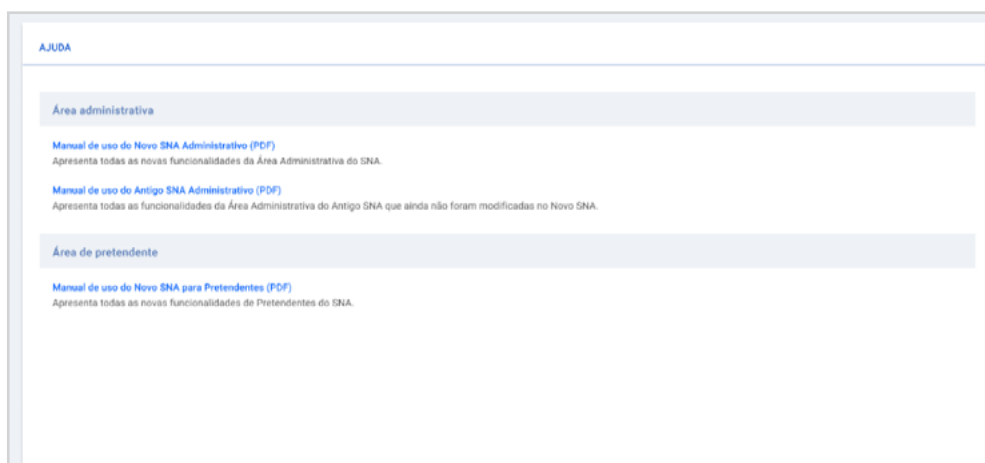 AJUDA
Área administrativa
Manual de uso do Novo SNA Administrativo (PDF)
Apresenta todas as novas funcionalidades da Área Administrativa do SNA.
Manual de uso do Antigo SNA Administrativo (PDF)
Apresenta todas as funcionalidades da Área Administrativa do Antigo SNA que ainda não foram modificadas no Novo SNA.
Área de pretendente
Manual de uso do Novo SNA para Pretendentes (PDF)
Apresenta todas as novas funcionalidades de Pretendentes do SNA.